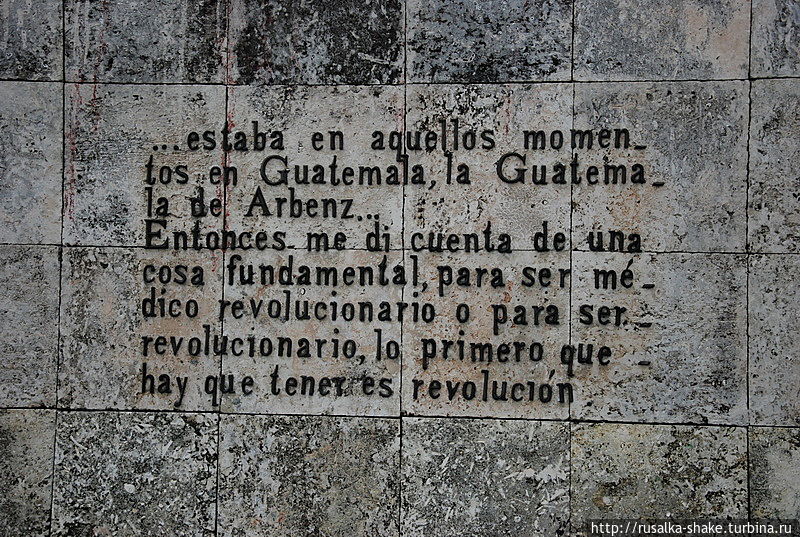 ...estaba en aquellos momen-
tos en Guatemala, la Guatema-
la de Arbenz...
Entonces me di cuenta de una
cosa fundamental, para ser mé-
dico revolucionario o para ser
revolucionario, lo primero que
hay que tener es revolución
http://rusalka-shake.turbina.ru